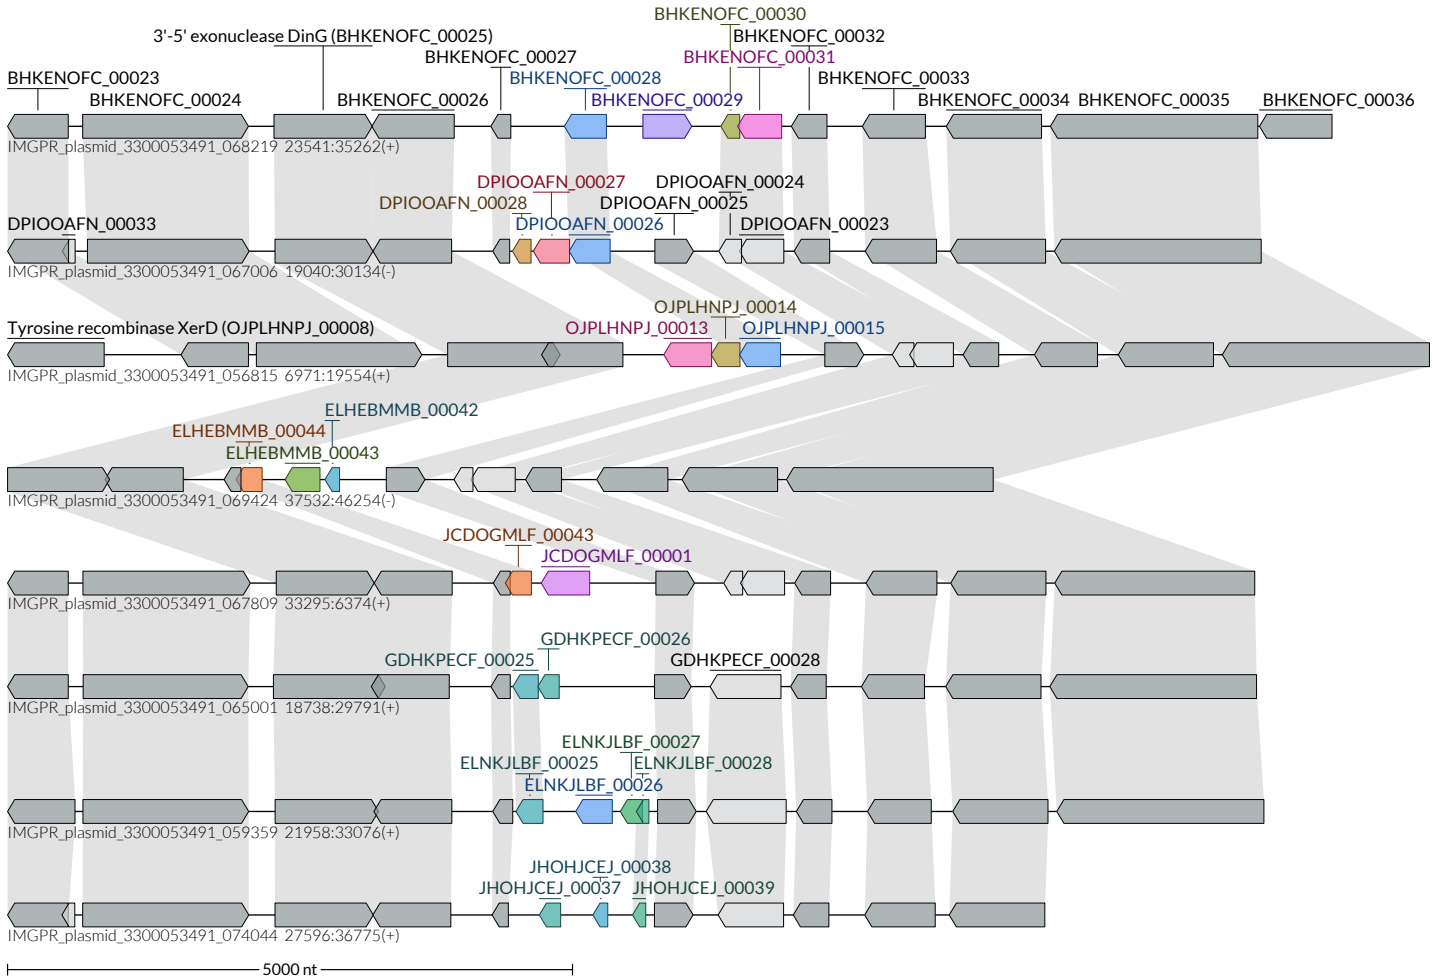 BHKENOFC_00030
3'-5' exonuclease DinG (BHKENOFC_00025)
BHKENOFC_00032
BHKENOFC_00027
BHKENOFC_00031
BHKENOFC_00023
BHKENOFC_00028
BHKENOFC_00033
BHKENOFC_00024
BHKENOFC_00026
BHKENOFC_00029
BHKENOFC_00034
BHKENOFC_00035
BHKENOFC_00036
IMGPR_plasmid_3300053491_068219 23541:35262(+)
DPIOOAFN_00027
DPIOOAFN_00024
DPIOOAFN_00028
DPIOOAFN_00025
DPIOOAFN_00033
DPIOOAFN_00026
DPIOOAFN_00023
IMGPR_plasmid_3300053491_067006 19040:30134(-)
OJPLHNPJ_00014
Tyrosine recombinase XerD (OJPLHNPJ_00008)
OJPLHNPJ_00013
OJPLHNPJ_00015
IMGPR_plasmid_3300053491_056815 6971:19554(+)
ELHEBMMB_00042
ELHEBMMB_00044
ELHEBMMB_00043
IMGPR_plasmid_3300053491_069424 37532:46254(-)
JCDOGMLF_00043
JCDOGMLF_00001
IMGPR_plasmid_3300053491_067809 33295:6374(+)
GDHKPECF_00026
GDHKPECF_00025
GDHKPECF_00028
IMGPR_plasmid_3300053491_065001 18738:29791(+)
ELNKJLBF_00027
ELNKJLBF_00025
ELNKJLBF_00028
ELNKJLBF_00026
IMGPR_plasmid_3300053491_059359 21958:33076(+)
JHOHJCEJ_00038
JHOHJCEJ_00037
JHOHJCEJ_00039
IMGPR_plasmid_3300053491_074044 27596:36775(+)
5000 nt